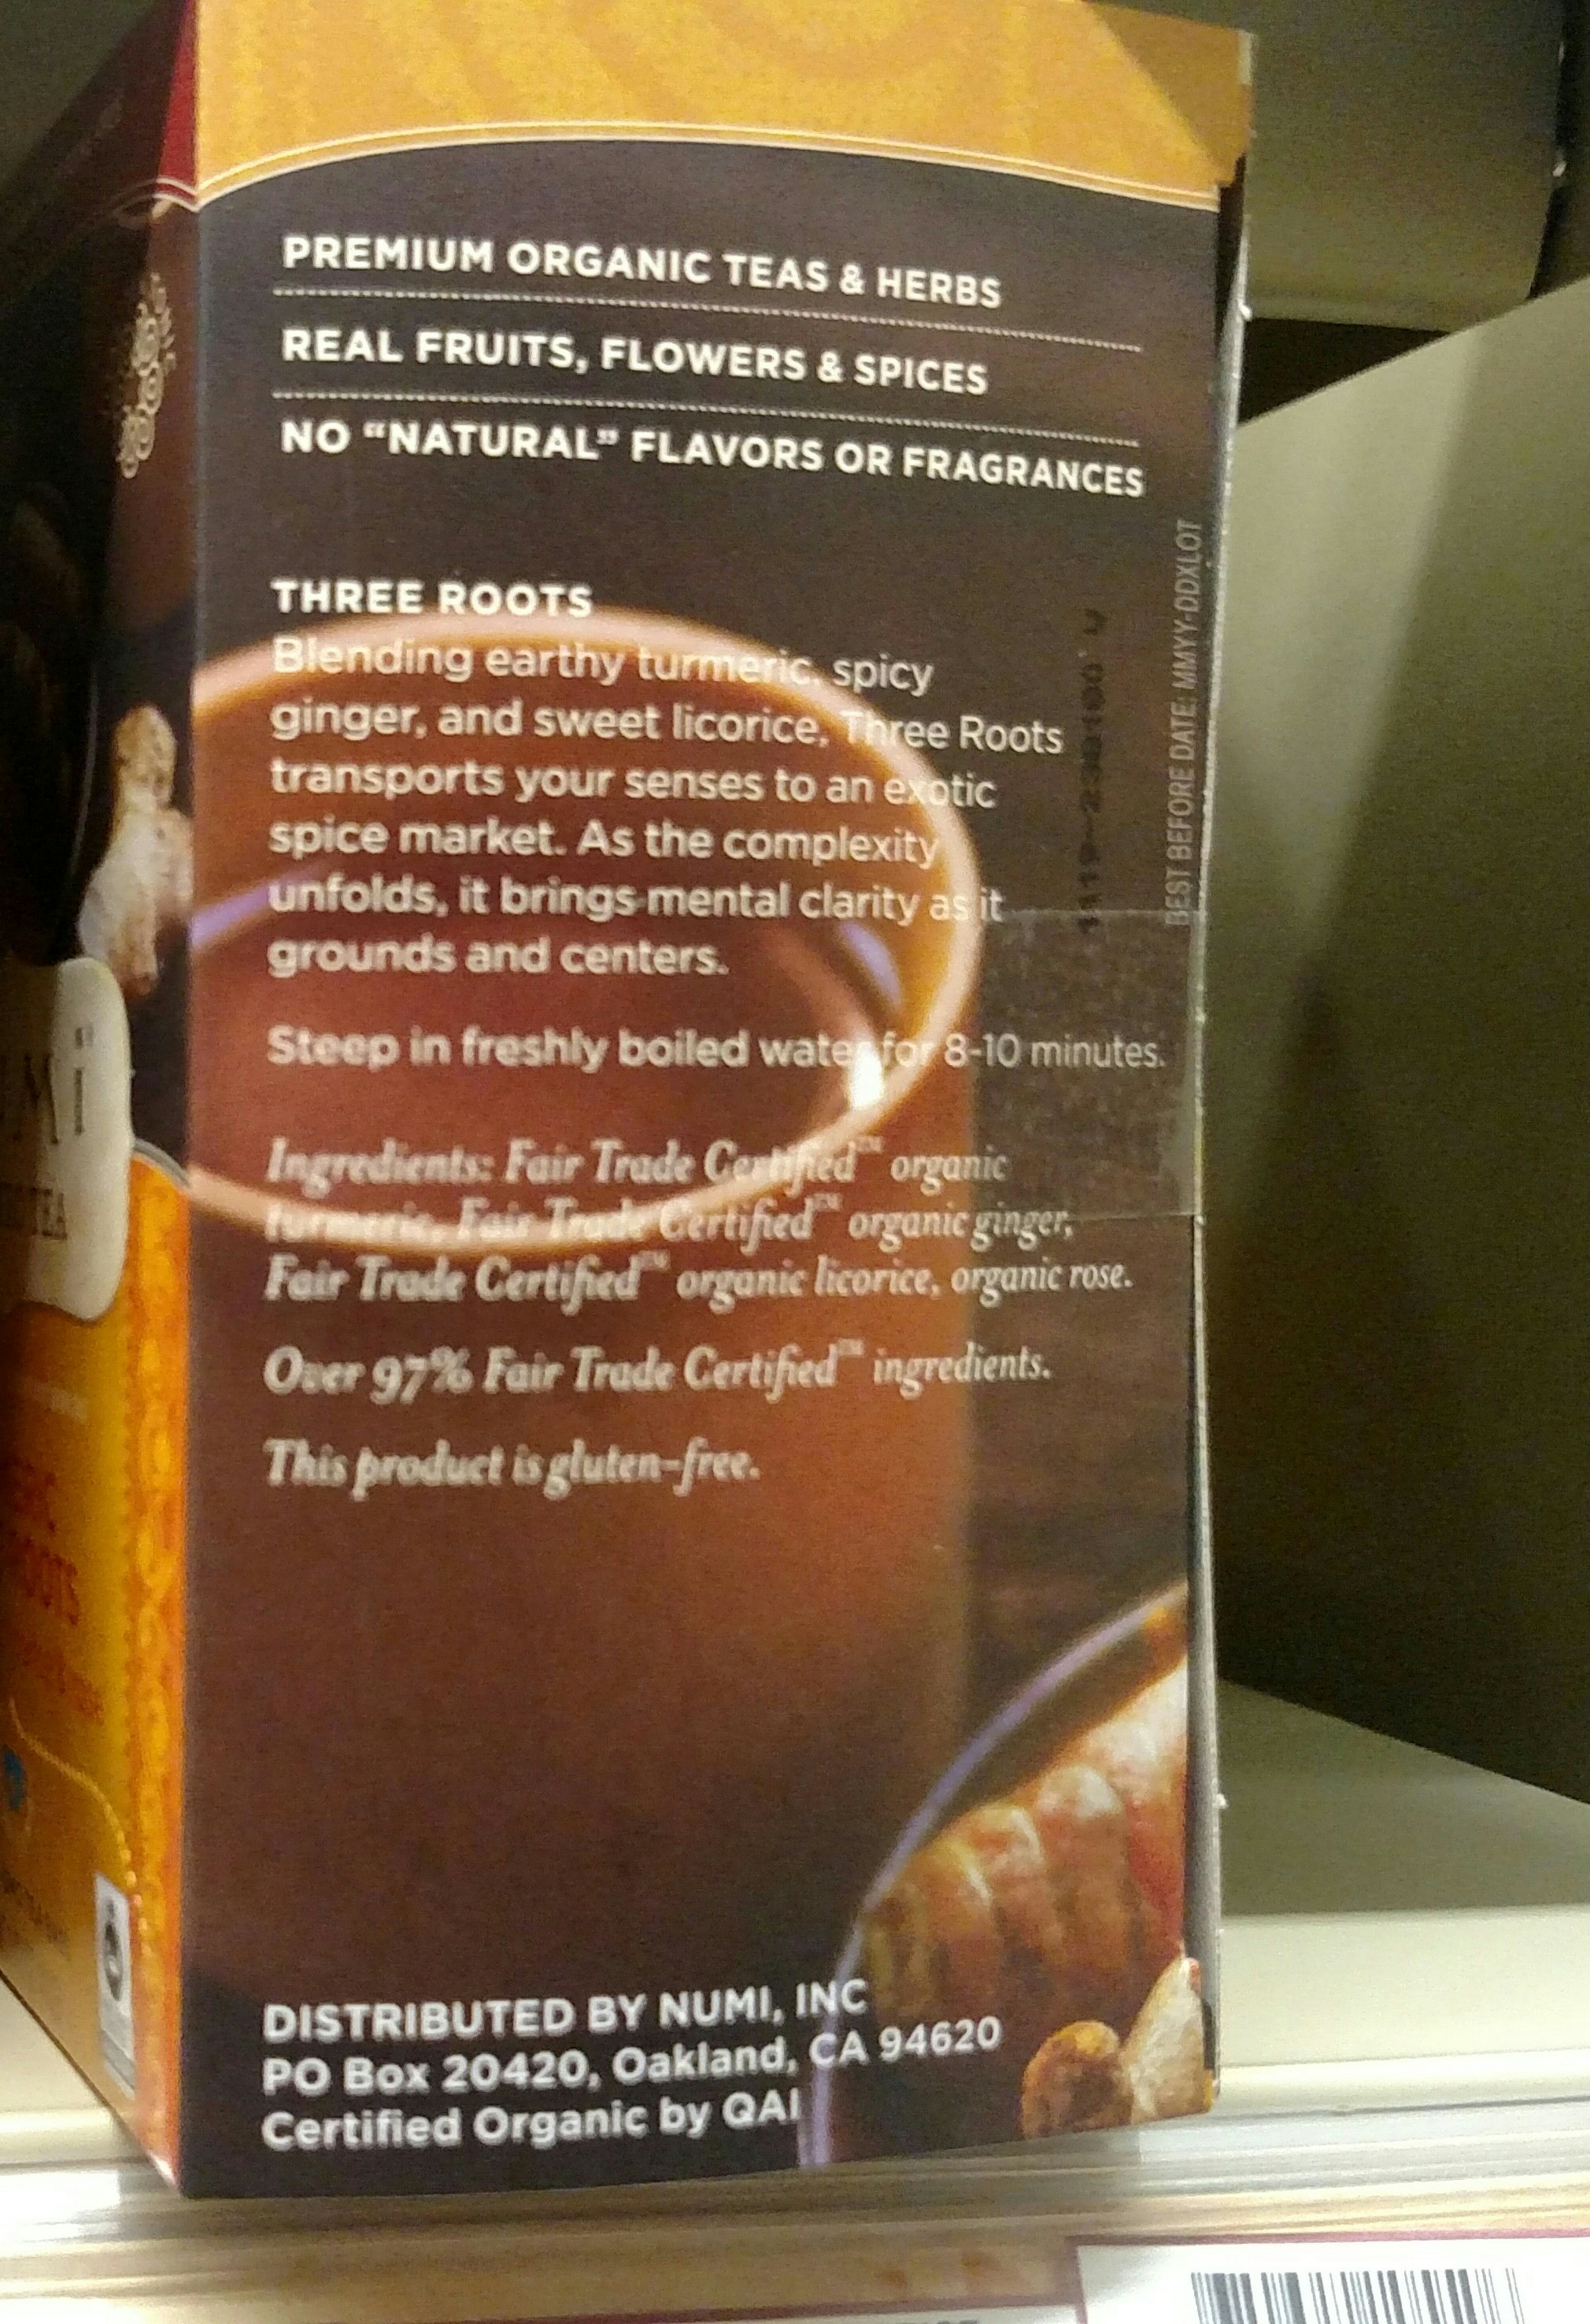 PREMIUM ORGANIC TEAS & HERBS
REAL FRUITS, FLOWERS & SPICES
NO "NATURAL" FLAVORS OR FRAGRANCES
THREE ROOTS
Blending earthy turmeric, spicy
ginger, and sweet licorice, Three Roots
transports your senses to an exotic
spice market. As the complexity
unfolds, it brings mental clarity as it
grounds and centers.
Steep in freshly boiled water for 8-10 minutes.
Ingredients: Fair Trade Certified™ organic
turmeric, Fair Trade Certified™ organic ginger,
Fair Trade Certified™ organic licorice, organic rose.
Over 97% Fair Trade Certified™ ingredients.
This product is gluten-free.
BEST BEFORE DATE: MMYY-DDXLOT
DISTRIBUTED BY NUMI, INC
PO Box 20420, Oakland, CA 94620
Certified Organic by QAI